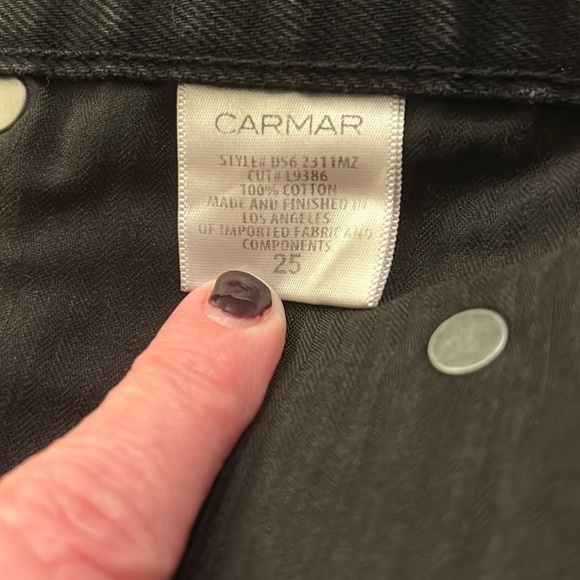 CARMAR
STYLE# D56 2311MZ
CUT# L9386
100% COTTON
MADE AND FINISHED IN
LOS ANGELES
OF IMPORTED FABRIC AND
COMPONENTS
25